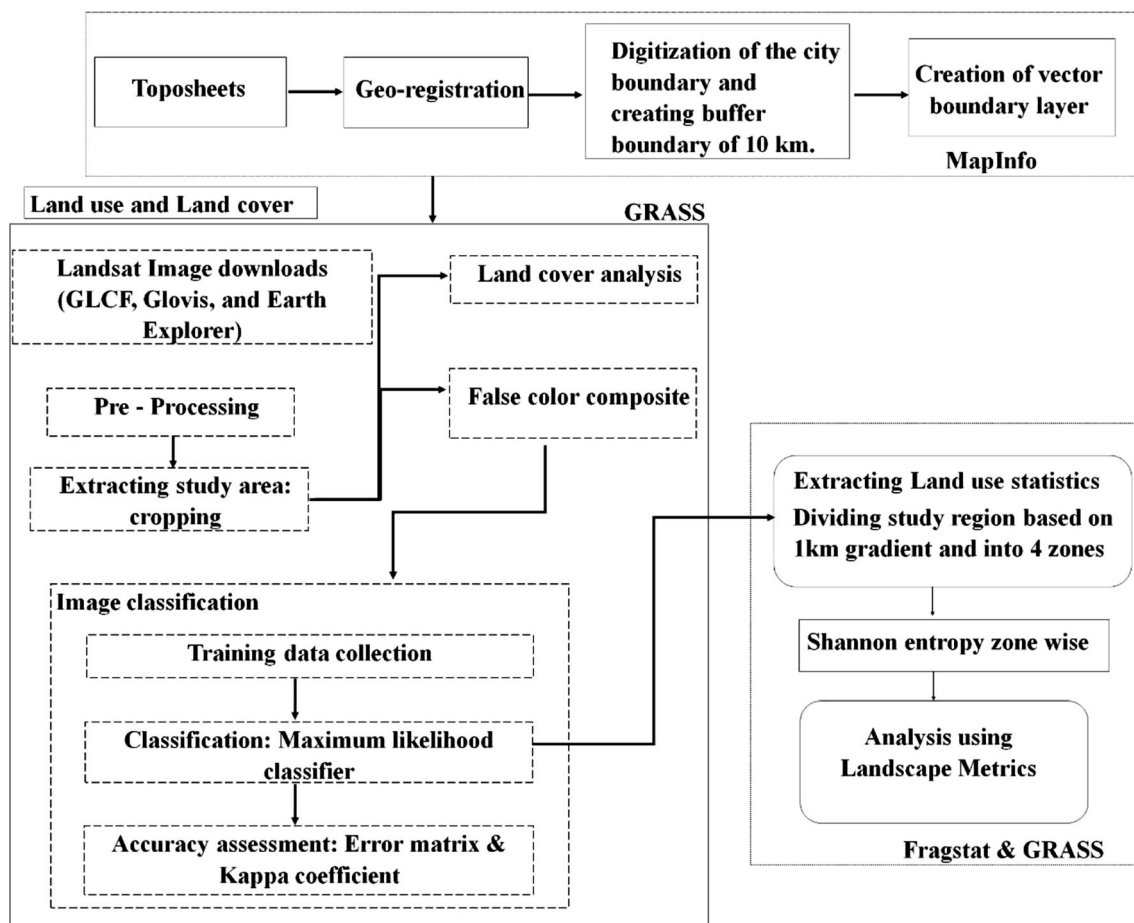 Toposheets
Geo-registration
Digitization of the city
boundary and
creating buffer
boundary of 10 km.
Creation of vector
boundary layer
MapInfo
Land use and Land cover
GRASS
Landsat Image downloads
(GLCF, Glovis, and Earth
Explorer)
Land cover analysis
Pre - Processing
False color composite
Extracting study area:
cropping
Image classification
Training data collection
Classification: Maximum likelihood
classifier
Accuracy assessment: Error matrix &
Kappa coefficient
Extracting Land use statistics
Dividing study region based on
1km gradient and into 4 zones
Shannon entropy zone wise
Analysis using
Landscape Metrics
Fragstat & GRASS